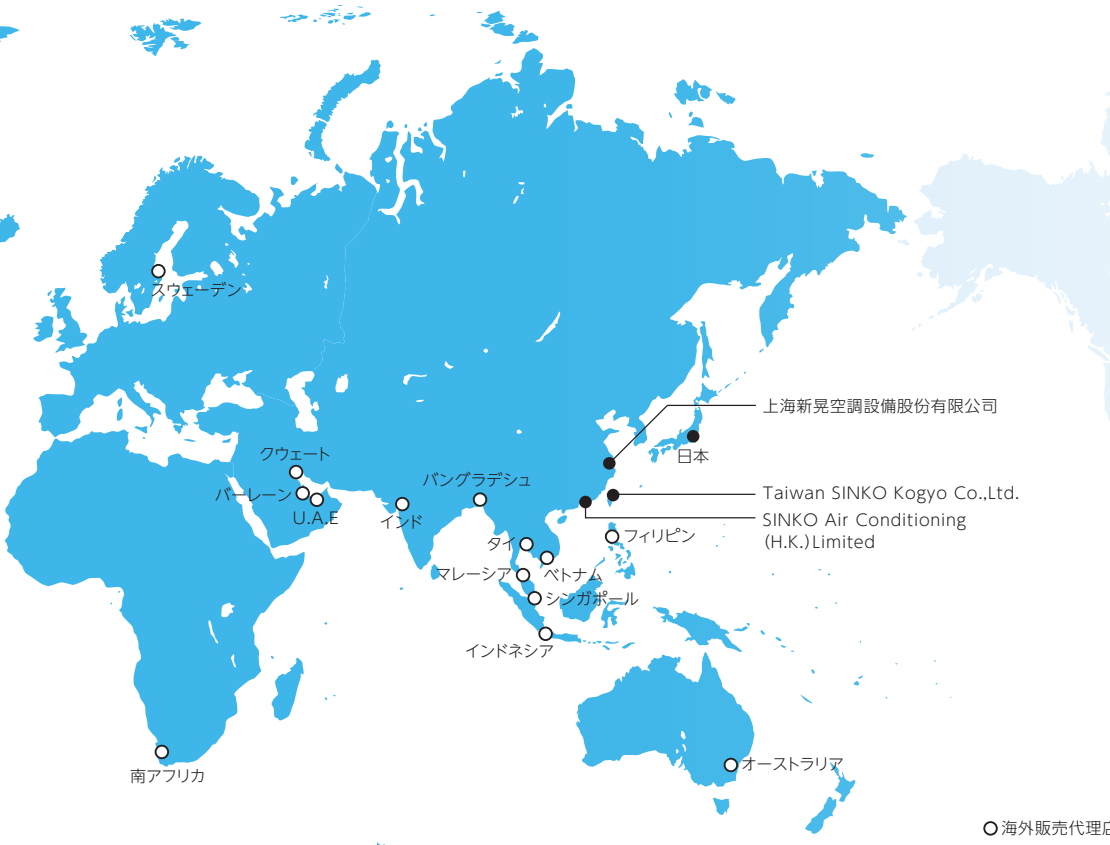 スウェーデン
上海新晃空調設備股份有限公司
日本
クウェート
バングラデシュ
バーレーン
Taiwan SINKO Kogyo Co.,Ltd.
U.A.E
インド
SINKO Air Conditioning
(H.K.)Limited
タイ
フィリピン
マレーシア
ベトナム
シンガポール
インドネシア
オーストラリア
南アフリカ
海外販売代理店